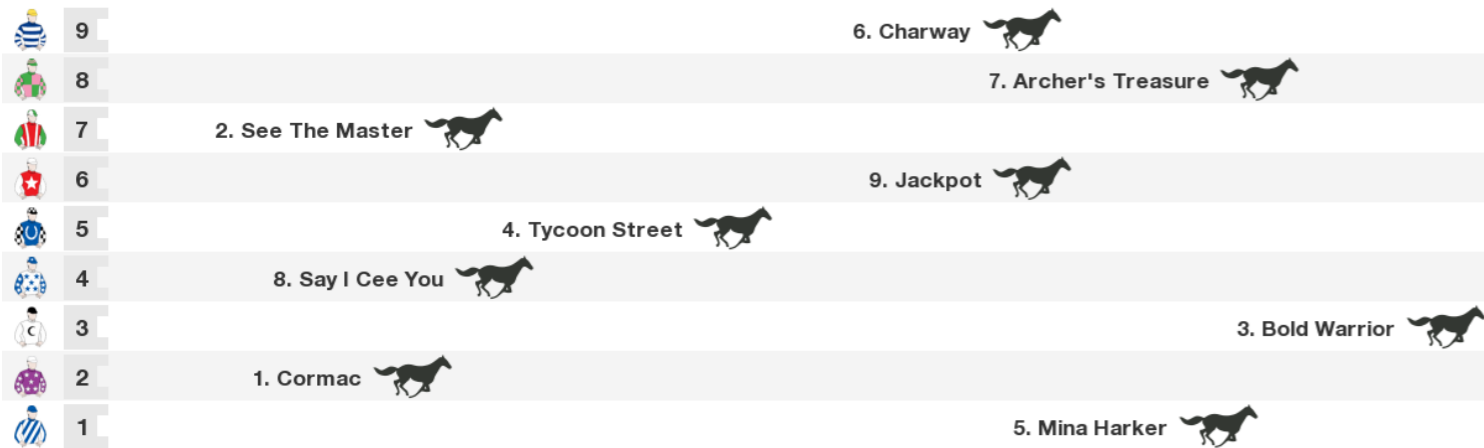 9 6. Charway
8 7. Archer's Treasure
7 2. See The Master
6 9. Jackpot
5 4. Tycoon Street
4 8. Say I Cee You
C 3 3. Bold Warrior
2 1. Cormac
1 5. Mina Harker